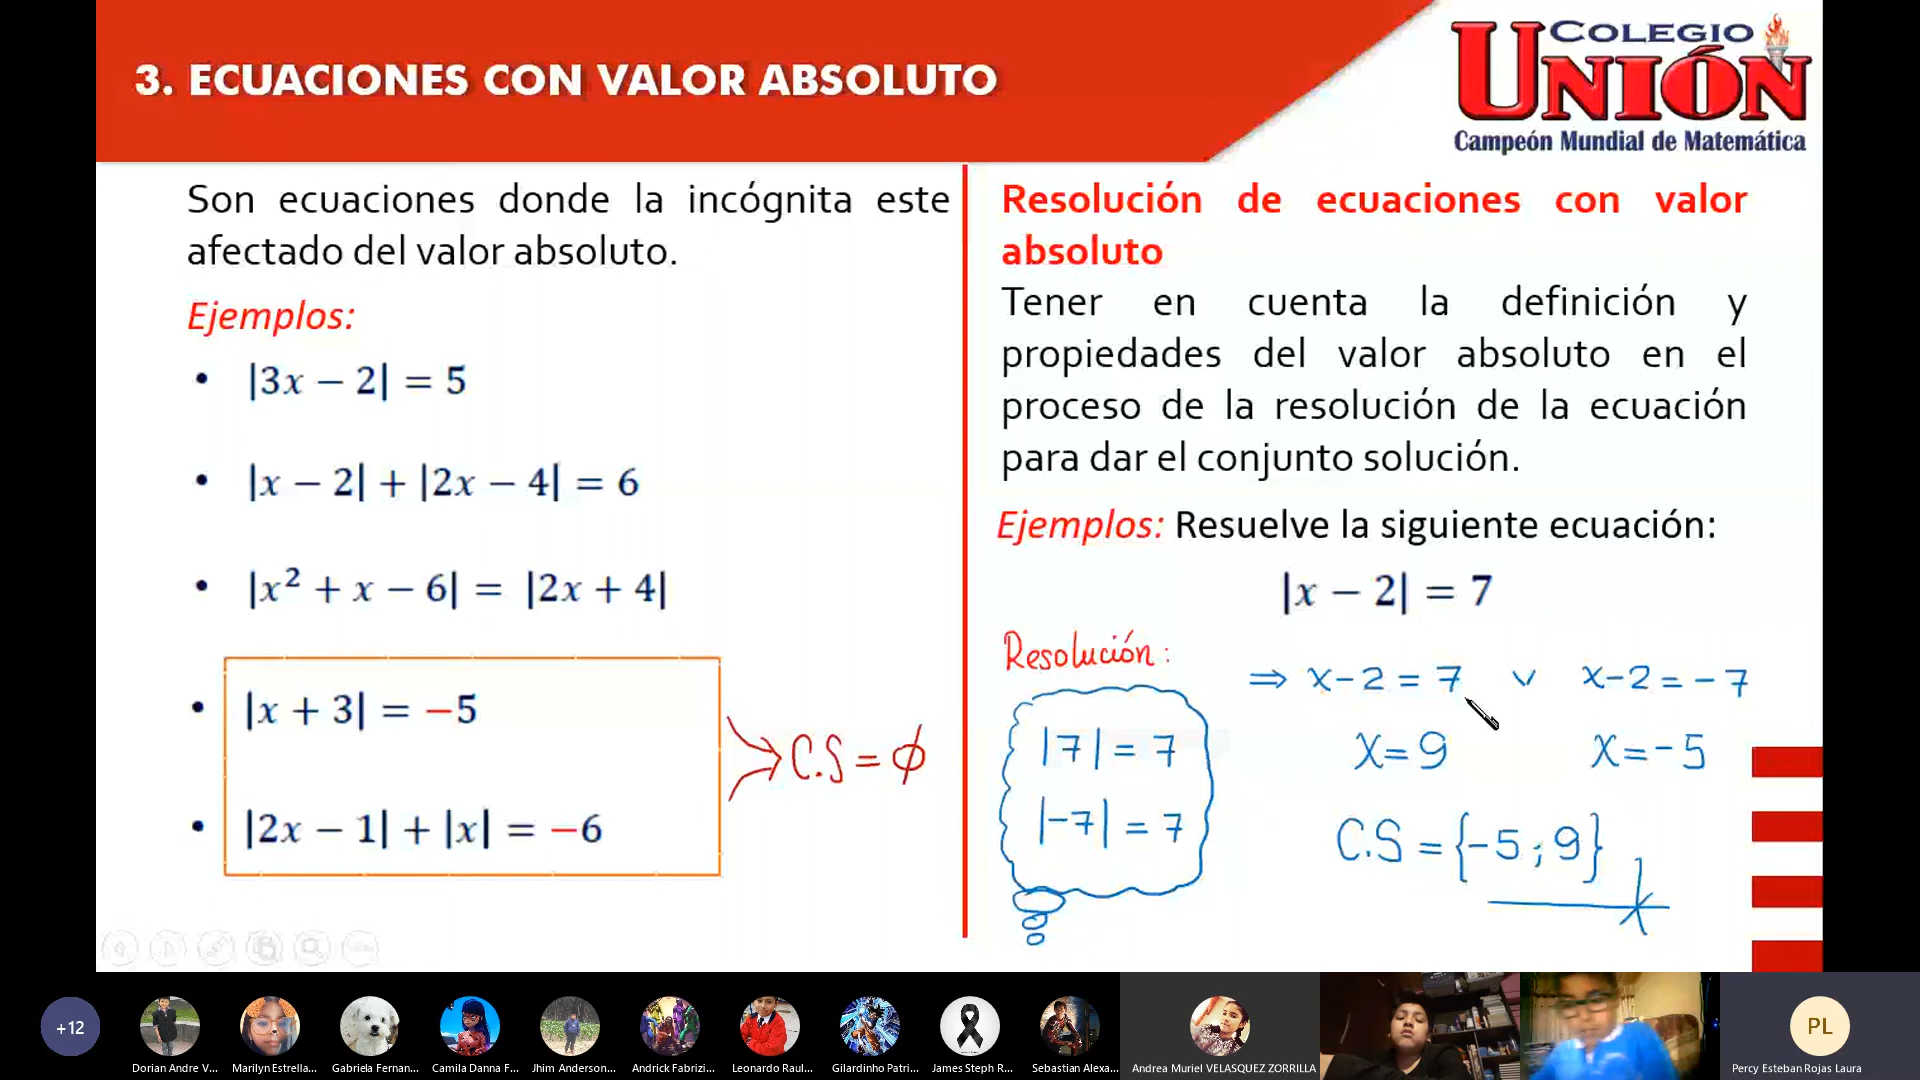 3. ECUACIONES CON VALOR ABSOLUTO
COLEGIO
UNIÓN
Campeón Mundial de Matemática
Son ecuaciones donde la incógnita este
afectado del valor absoluto.
Ejemplos:
• |3x − 2| = 5
• |x − 2| + |2x − 4| = 6
• |x² + x − 6| = |2x + 4|
• |x + 3| = −5
• |2x − 1| + |x| = −6
C.S = ϕ
Resolución de ecuaciones con valor
absoluto
Tener en cuenta la definición y
propiedades del valor absoluto en el
proceso de la resolución de la ecuación
para dar el conjunto solución.
Ejemplos: Resuelve la siguiente ecuación:
|x − 2| = 7
Resolución:
⇒ x-2 = 7 ∨ x-2 = -7
|7| = 7
|-7| = 7
x = 9 x = -5
C.S = {-5; 9}
+12
Dorian Andre V...
Marilyn Estrella...
Gabriela Fernan...
Camila Danna F...
Jhim Anderson...
Andrick Fabrizi...
Leonardo Raul...
Gilardinho Patri...
James Steph R...
Sebastian Alexa...
Andrea Muriel VELASQUEZ ZORRILLA
PL
Percy Esteban Rojas Laura